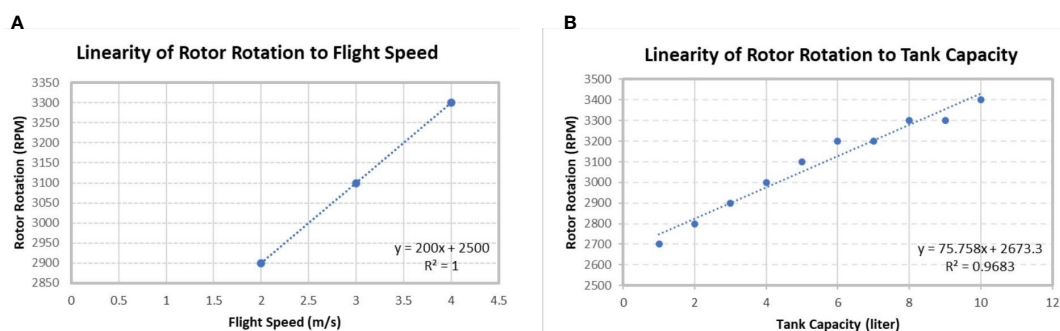 A
Linearity of Rotor Rotation to Flight Speed
Rotor Rotation (RPM)
3350
3300
3250
3200
3150
3100
3050
3000
2950
2900
2850
0 0.5 1 1.5 2 2.5 3 3.5 4 4.5
Flight Speed (m/s)
y = 200x + 2500
R² = 1
B
Linearity of Rotor Rotation to Tank Capacity
Rotor Rotation (RPM)
3500
3400
3300
3200
3100
3000
2900
2800
2700
2600
2500
0 2 4 6 8 10 12
Tank Capacity (liter)
y = 75.758x + 2673.3
R² = 0.9683